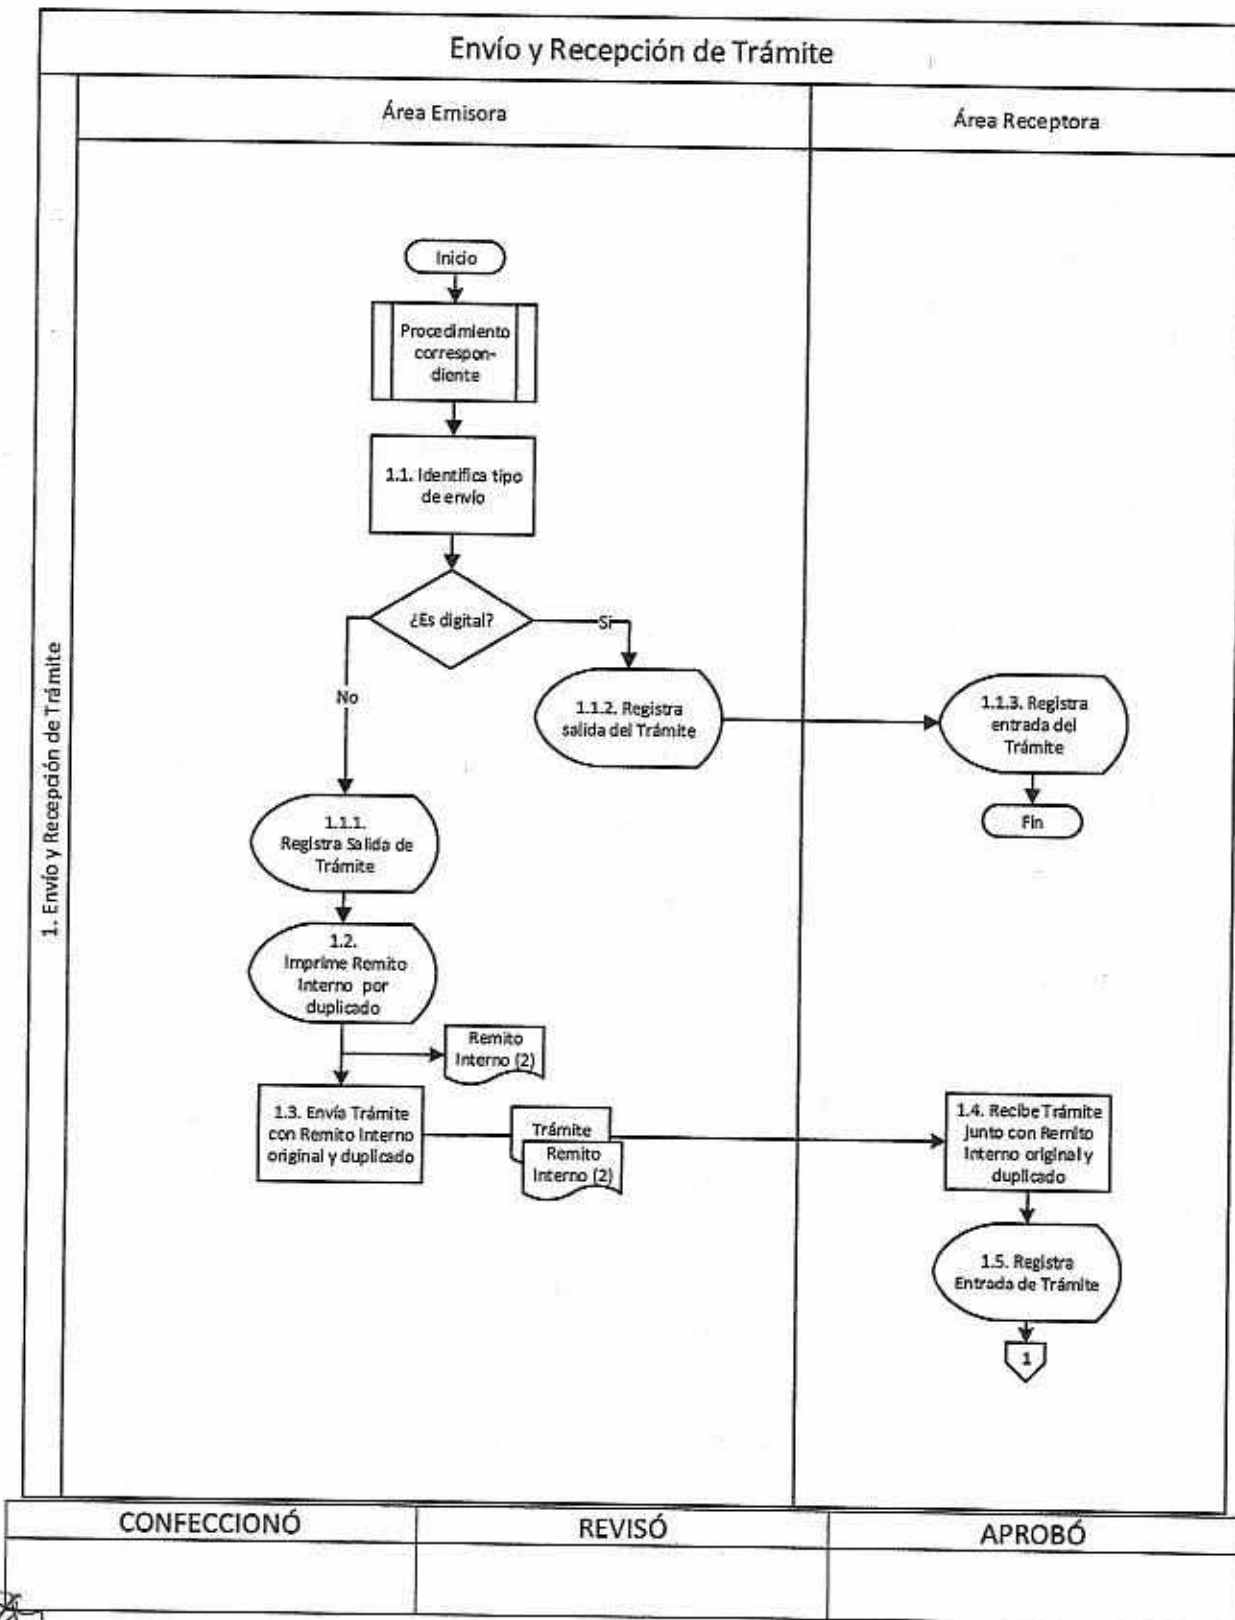 Envío y Recepción de Trámite
Área Emisora
Área Receptora
1. Envío y Recepción de Trámite
Inicio
Procedimiento
correspon-
diente
1.1. Identifica tipo
de envío
¿Es digital?
Si
No
1.1.2. Registra
salida del Trámite
1.1.3. Registra
entrada del
Trámite
Fin
1.1.1.
Registra Salida de
Trámite
1.2.
Imprime Remito
Interno por
duplicado
Remito
Interno (2)
1.3. Envía Trámite
con Remito Interno
original y duplicado
Trámite
Remito
Interno (2)
1.4. Recibe Trámite
Junto con Remito
Interno original y
duplicado
1.5. Registra
Entrada de Trámite
1
CONFECCIONÓ
REVISÓ
APROBÓ